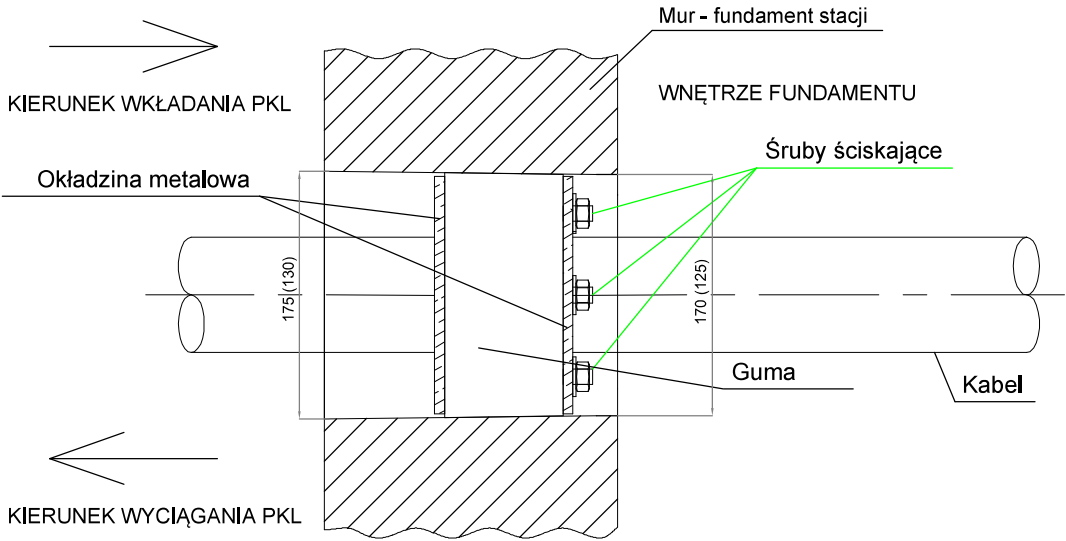 Mur - fundament stacji
KIERUNEK WKŁADANIA PKL
WNĘTRZE FUNDAMENTU
Śruby ściskające
Okładzina metalowa
175 (130)
170 (125)
Guma
Kabel
KIERUNEK WYCIĄGANIA PKL